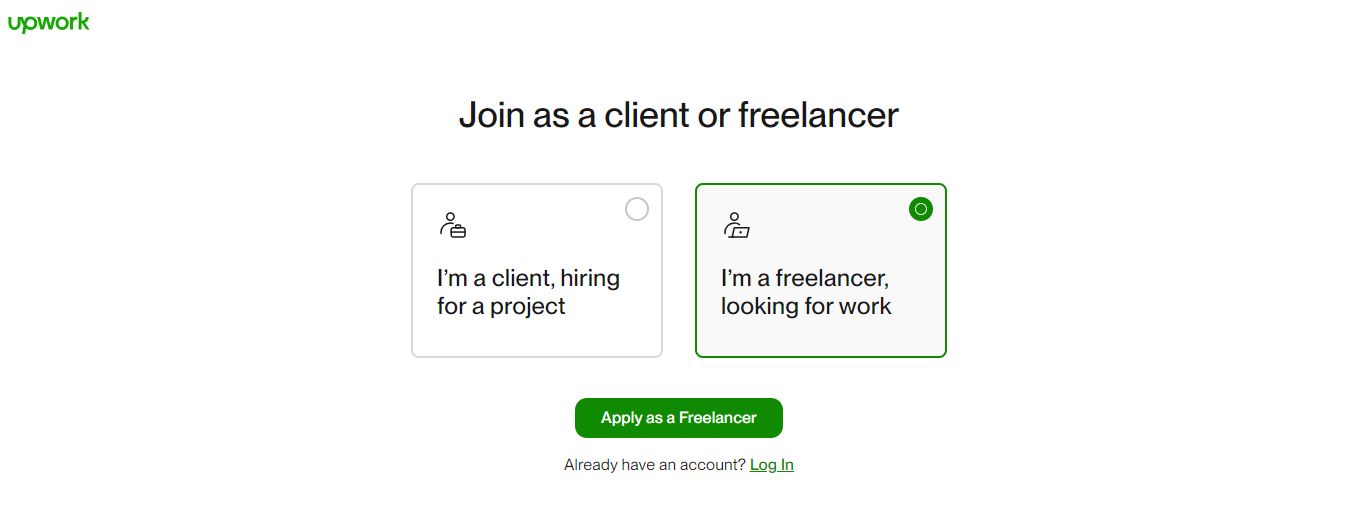 upwork
Join as a client or freelancer
I’m a client, hiring
for a project
I’m a freelancer,
looking for work
Apply as a Freelancer
Already have an account? Log In